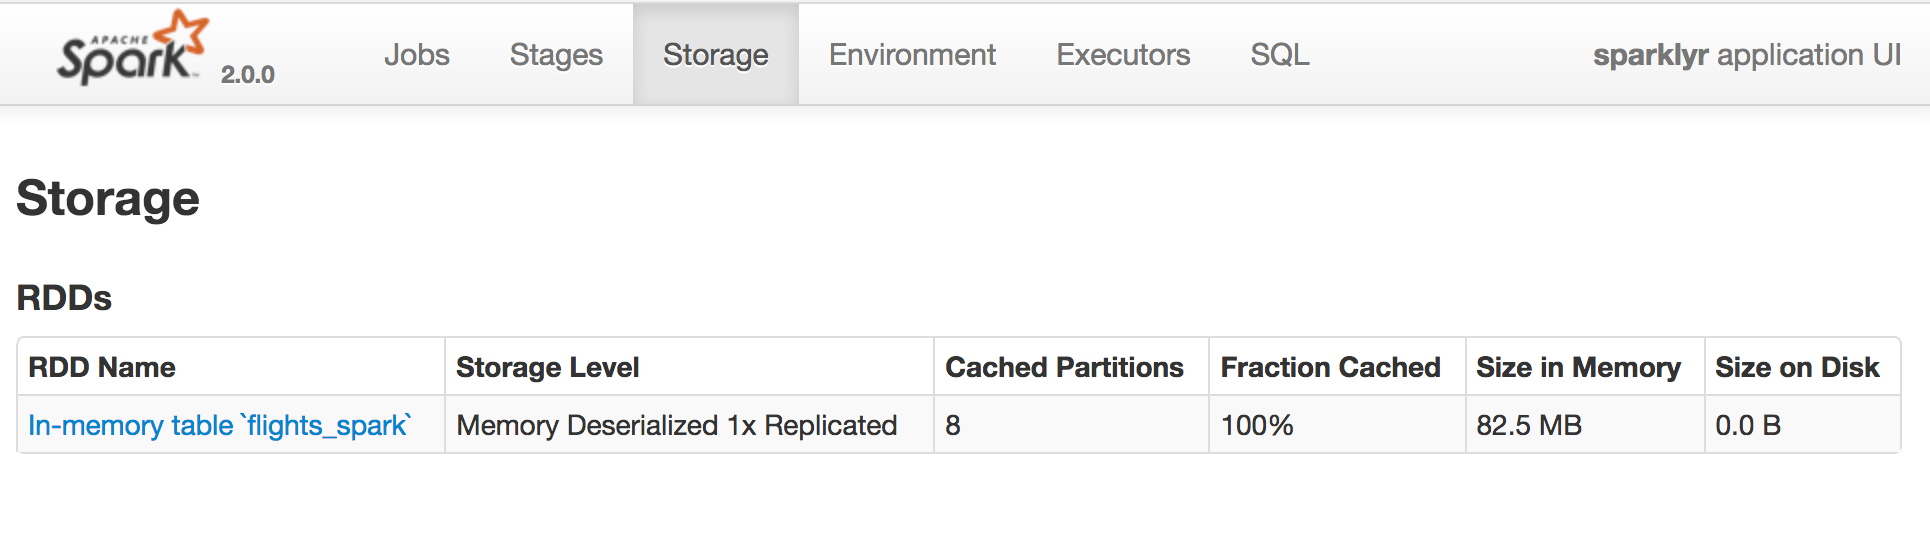 APACHE
Spark™ 2.0.0 Jobs Stages Storage Environment Executors SQL sparklyr application UI
Storage
RDDs
RDD Name Storage Level Cached Partitions Fraction Cached Size in Memory Size on Disk
In-memory table `flights_spark` Memory Deserialized 1x Replicated 8 100% 82.5 MB 0.0 B